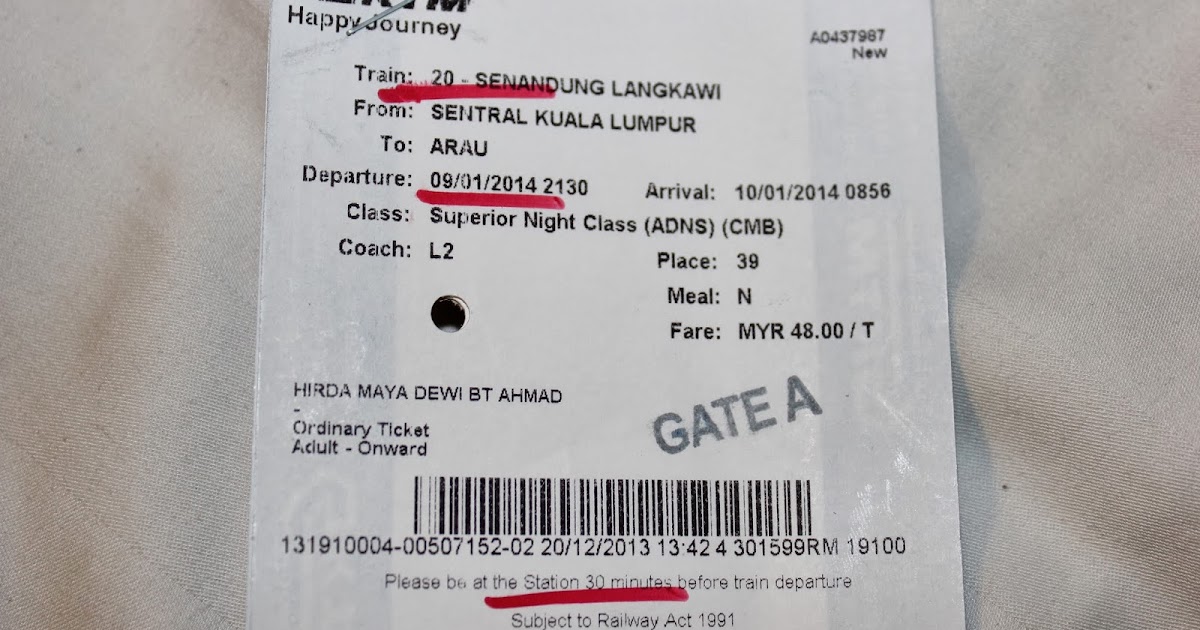 Happy Journey
A0437987
New
Train: 20 - SENANDUNG LANGKAWI
From: SENTRAL KUALA LUMPUR
To: ARAU
Departure: 09/01/2014 2130 Arrival: 10/01/2014 0856
Class: Superior Night Class (ADNS) (CMB)
Coach: L2
Place: 39
Meal: N
Fare: MYR 48.00 / T
HIRDA MAYA DEWI BT AHMAD
-
Ordinary Ticket
Adult - Onward
GATE A
131910004-00507152-02 20/12/2013 13:42 4 301599RM 19100
Please be at the Station 30 minutes before train departure
Subject to Railway Act 1991